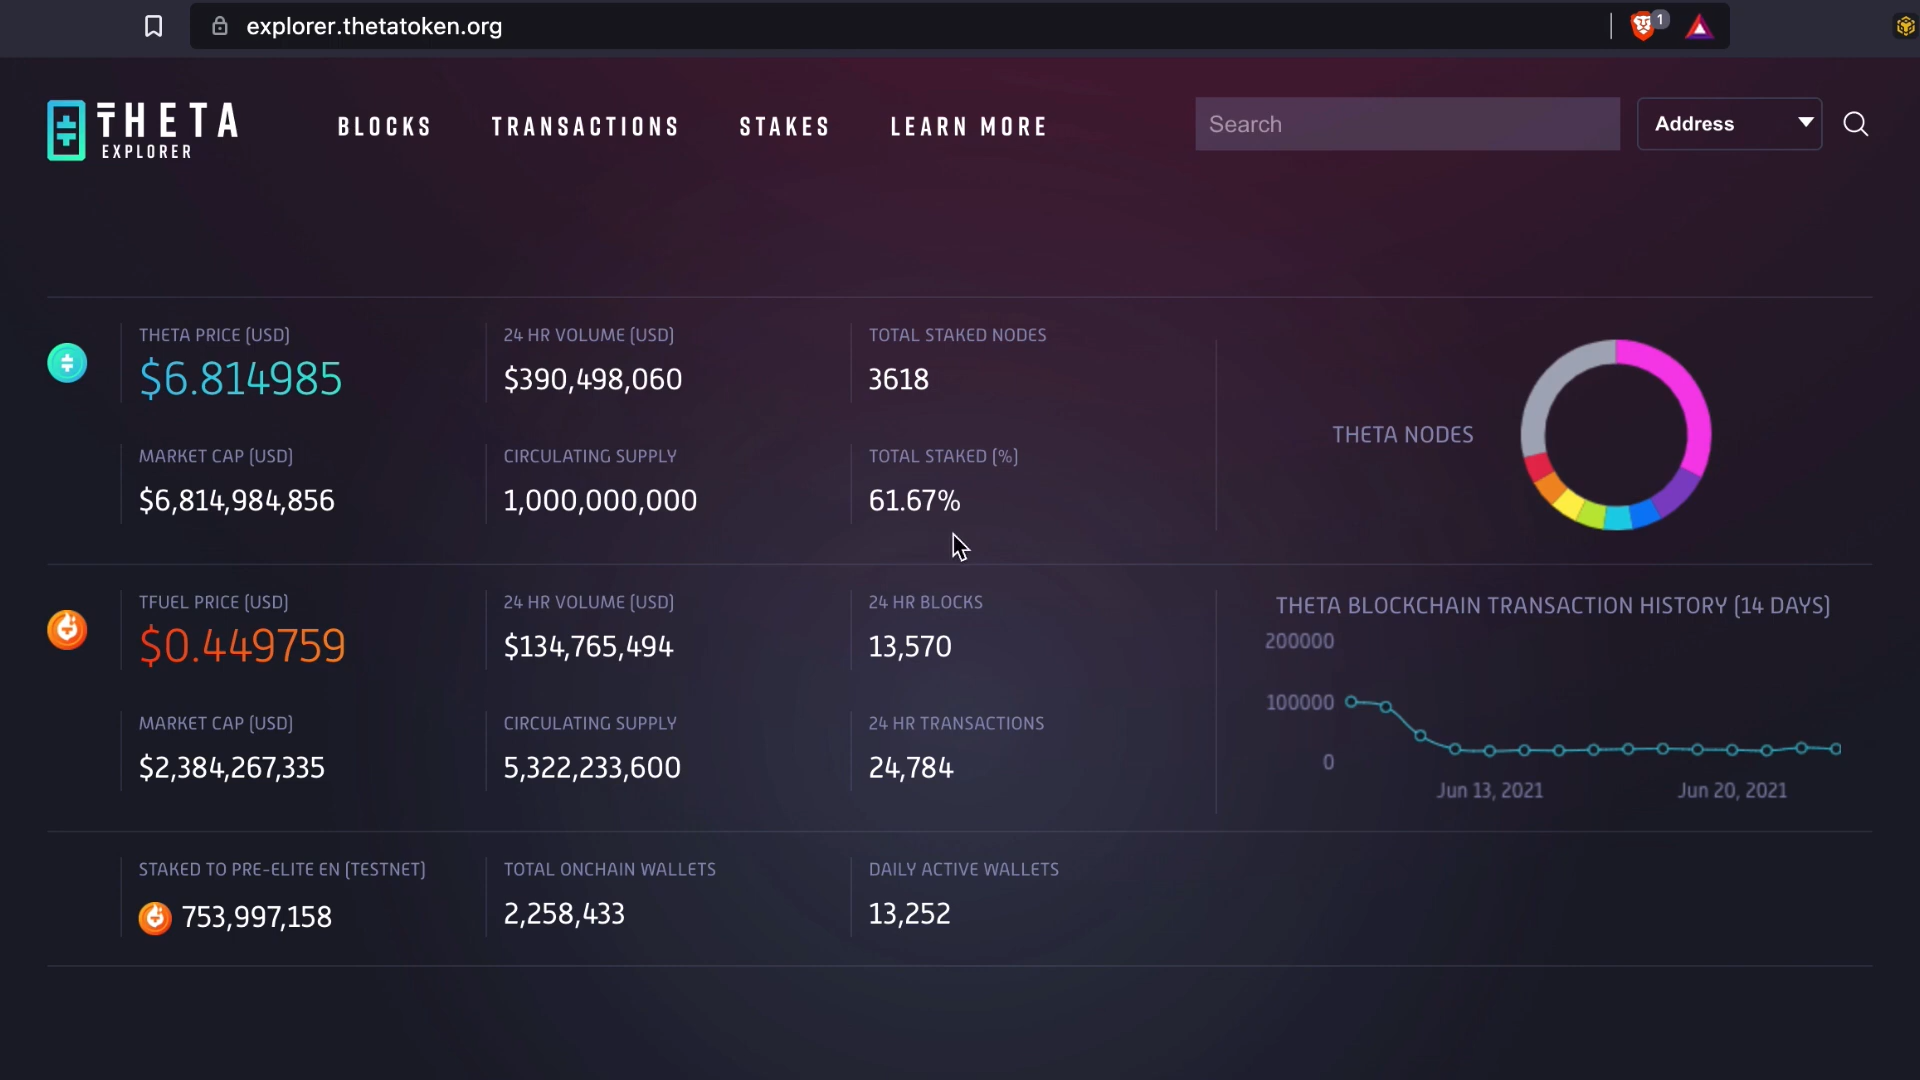 explorer.thetatoken.org
1
THETA
EXPLORER
BLOCKS
TRANSACTIONS
STAKES
LEARN MORE
Search
Address
THETA PRICE (USD)
$6.814985
24 HR VOLUME (USD)
$390,498,060
TOTAL STAKED NODES
3618
MARKET CAP (USD)
$6,814,984,856
CIRCULATING SUPPLY
1,000,000,000
TOTAL STAKED (%)
61.67%
THETA NODES
TFUEL PRICE (USD)
$0.449759
24 HR VOLUME (USD)
$134,765,494
24 HR BLOCKS
13,570
MARKET CAP (USD)
$2,384,267,335
CIRCULATING SUPPLY
5,322,233,600
24 HR TRANSACTIONS
24,784
THETA BLOCKCHAIN TRANSACTION HISTORY (14 DAYS)
200000
100000
0
Jun 13, 2021
Jun 20, 2021
STAKED TO PRE-ELITE EN (TESTNET)
753,997,158
TOTAL ONCHAIN WALLETS
2,258,433
DAILY ACTIVE WALLETS
13,252